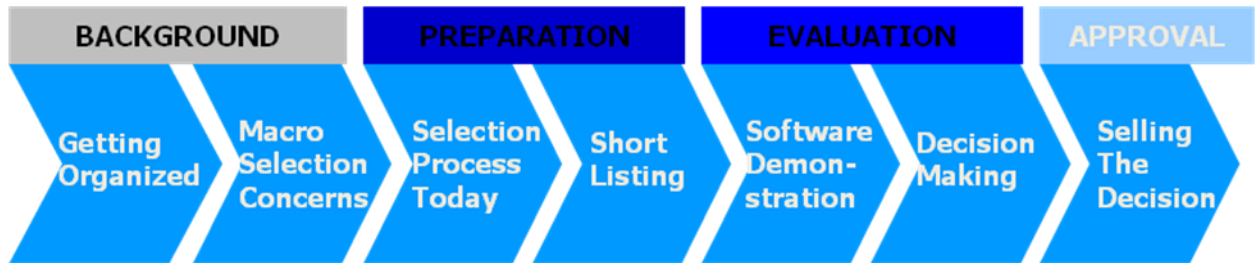 BACKGROUND
PREPARATION
EVALUATION
APPROVAL
Getting
Organized
Macro
Selection
Concerns
Selection
Process
Today
Short
Listing
Software
Demon-
stration
Decision
Making
Selling
The
Decision